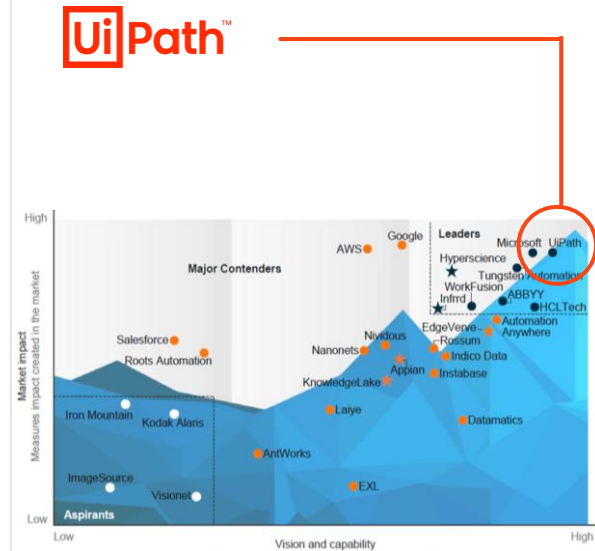 UiPath™
High
Leaders
Google
Microsoft UiPath
AWS
Hyperscience
Major Contenders
Tungsten Automation
WorkFusion
ABBYY
Infrrd
HCLTech
EdgeVerve
Automation
Anywhere
Salesforce
Nividous
Rossum
Roots Automation
Nanonets
Indico Data
Appian
Instabase
KnowledgeLake
Iron Mountain
Laiye
Kodak Alaris
Datamatics
AntWorks
ImageSource
EXL
Visionet
Aspirants
Low
Market impact
Measures impact created in the market
Low
High
Vision and capability